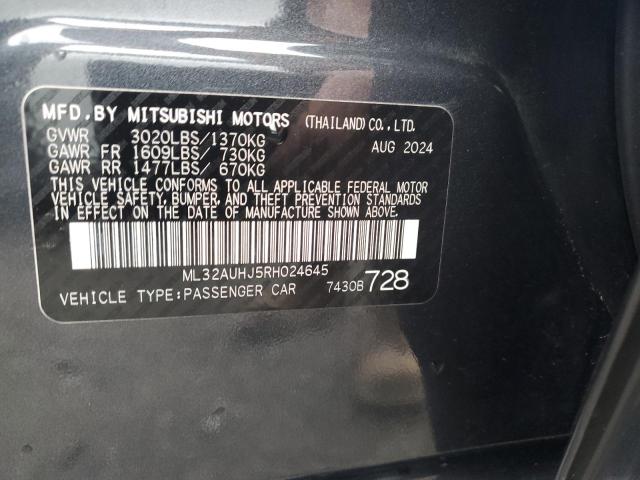 MFD.BY MITSUBISHI MOTORS (THAILAND)CO.,LTD.
GVWR 3020LBS/1370KG AUG 2024
GAWR FR 1609LBS/ 730KG
GAWR RR 1477LBS/ 670KG
THIS VEHICLE CONFORMS TO ALL APPLICABLE FEDERAL MOTOR
VEHICLE SAFETY, BUMPER, AND THEFT PREVENTION STANDARDS
IN EFFECT ON THE DATE OF MANUFACTURE SHOWN ABOVE.
ML32AUHJ5RH024645
VEHICLE TYPE:PASSENGER CAR 7430B 728